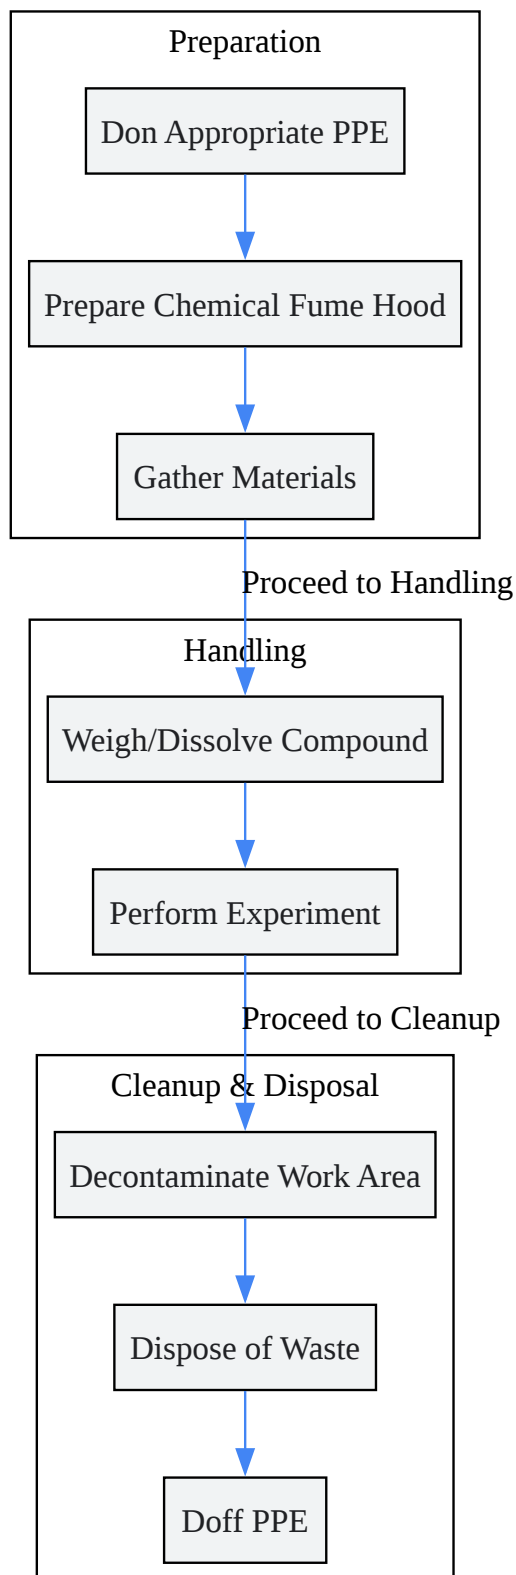 Preparation
Don Appropriate PPE
Prepare Chemical Fume Hood
Gather Materials
Proceed to Handling
Handling
Weigh/Dissolve Compound
Perform Experiment
Proceed to Cleanup
Cleanup & Disposal
Decontaminate Work Area
Dispose of Waste
Doff PPE